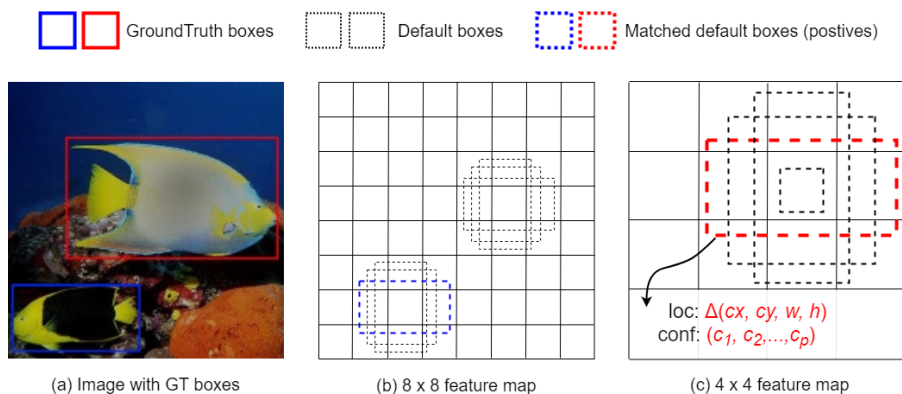 GroundTruth boxes
Default boxes
Matched default boxes (postives)
loc: Δ(cx, cy, w, h)
conf: (c₁, c₂,...,cₚ)
(a) Image with GT boxes
(b) 8 x 8 feature map
(c) 4 x 4 feature map